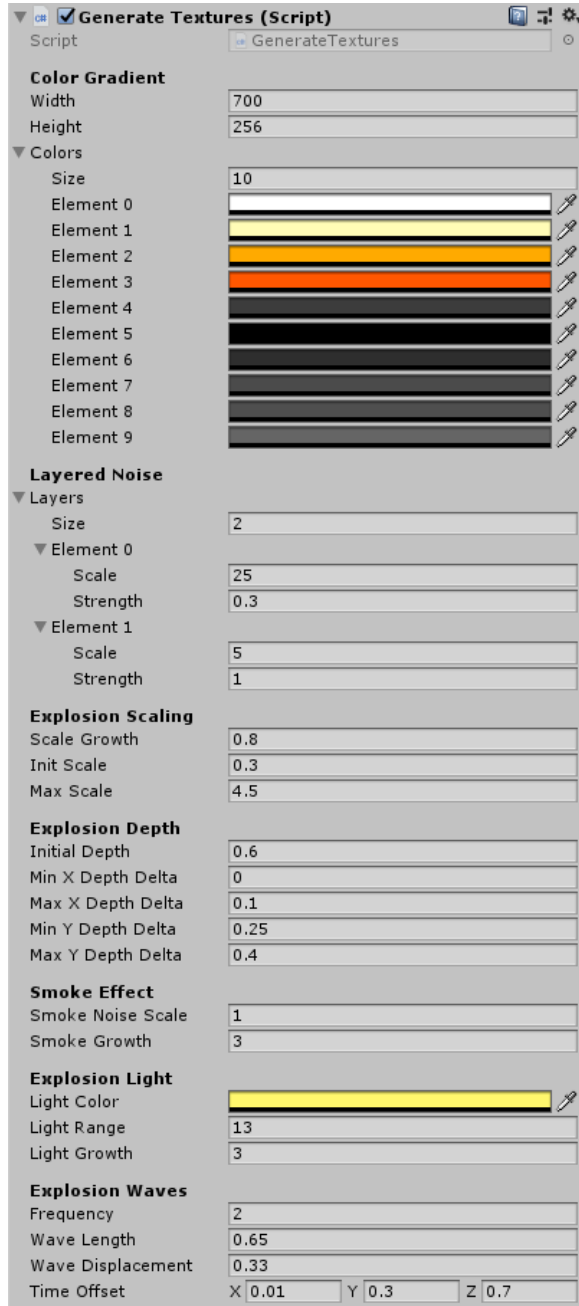 Generate Textures (Script)
Script GenerateTextures
Color Gradient
Width 700
Height 256
Colors
Size 10
Element 0
Element 1
Element 2
Element 3
Element 4
Element 5
Element 6
Element 7
Element 8
Element 9
Layered Noise
Layers
Size 2
Element 0
Scale 25
Strength 0.3
Element 1
Scale 5
Strength 1
Explosion Scaling
Scale Growth 0.8
Init Scale 0.3
Max Scale 4.5
Explosion Depth
Initial Depth 0.6
Min X Depth Delta 0
Max X Depth Delta 0.1
Min Y Depth Delta 0.25
Max Y Depth Delta 0.4
Smoke Effect
Smoke Noise Scale 1
Smoke Growth 3
Explosion Light
Light Color
Light Range 13
Light Growth 3
Explosion Waves
Frequency 2
Wave Length 0.65
Wave Displacement 0.33
Time Offset X 0.01 Y 0.3 Z 0.7